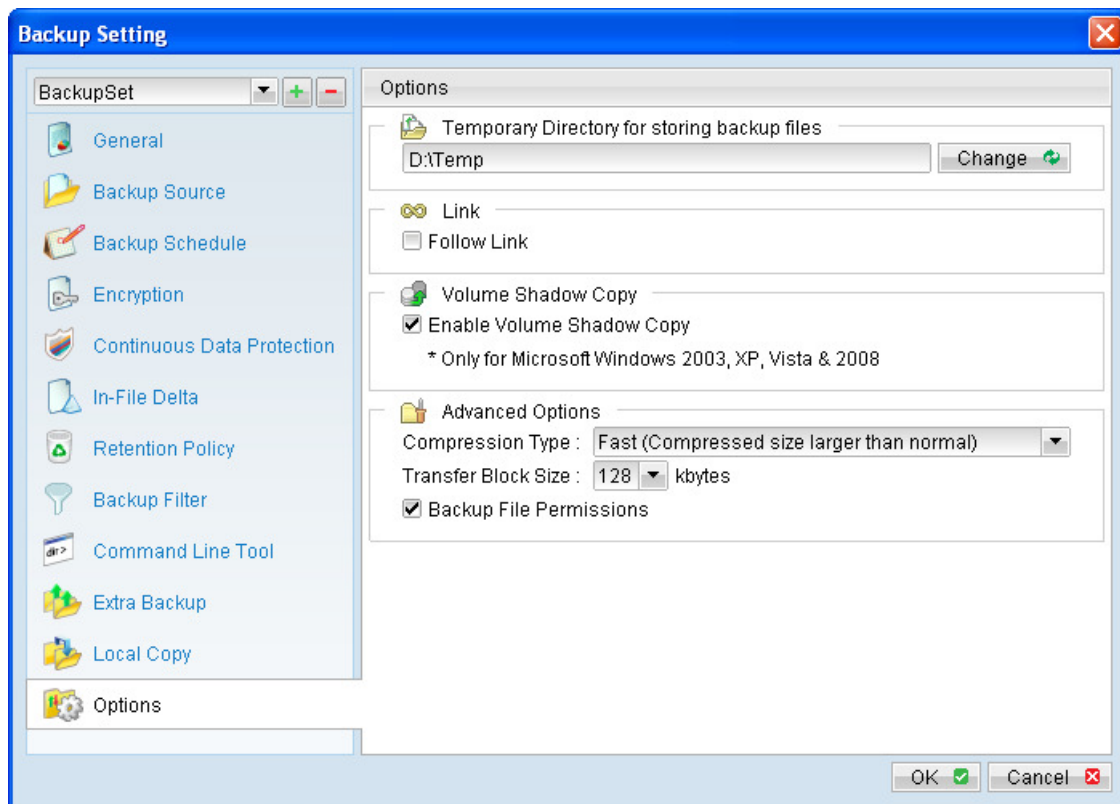 Backup Setting
BackupSet
General
Backup Source
Backup Schedule
Encryption
Continuous Data Protection
In-File Delta
Retention Policy
Backup Filter
dir>
Command Line Tool
Extra Backup
Local Copy
Options
Options
Temporary Directory for storing backup files
D:\Temp
Change
Link
Follow Link
Volume Shadow Copy
Enable Volume Shadow Copy
* Only for Microsoft Windows 2003, XP, Vista & 2008
Advanced Options
Compression Type : Fast (Compressed size larger than normal)
Transfer Block Size : 128 kbytes
Backup File Permissions
OK
Cancel